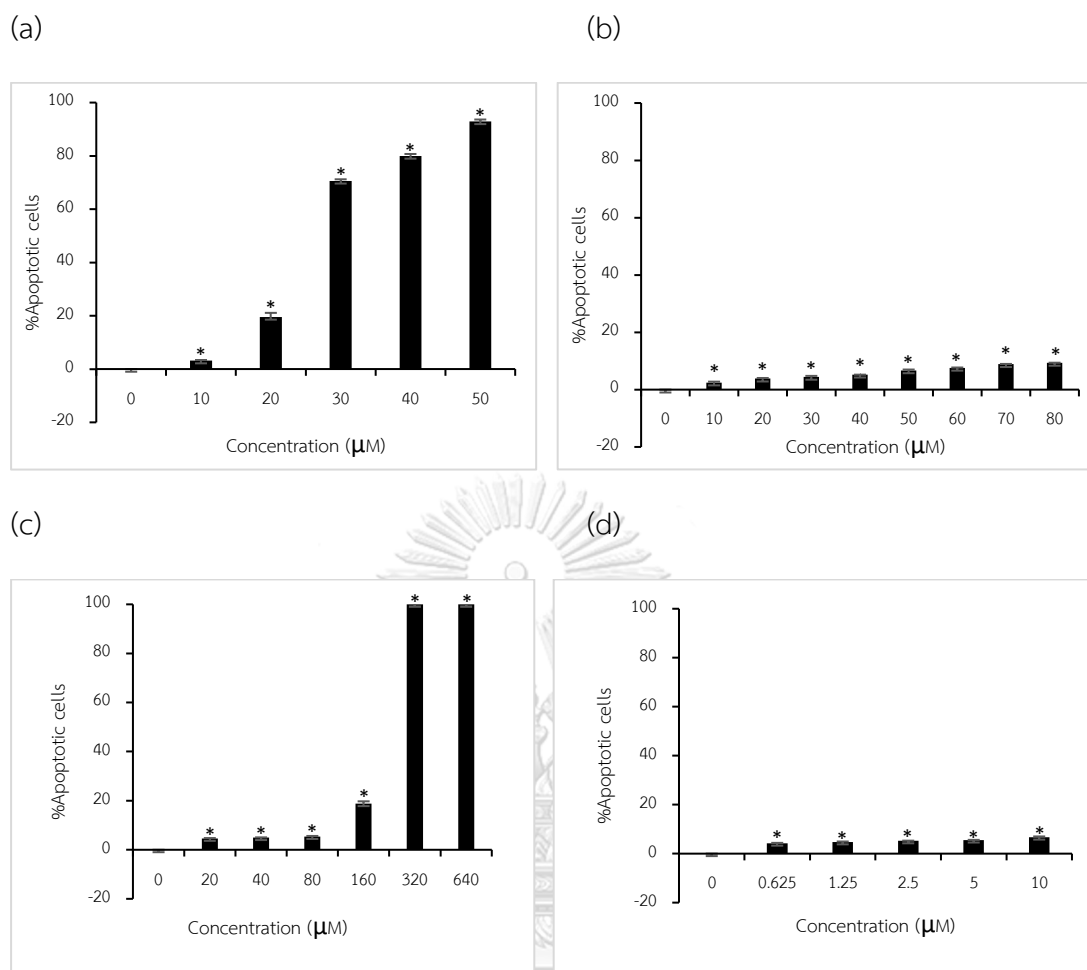 (a)
100
80
60
40
20
0
-20
%Apoptotic cells
*
*
*
*
*
0 10 20 30 40 50
Concentration (μM)
(b)
100
80
60
40
20
0
-20
%Apoptotic cells
* * * * * * * *
0 10 20 30 40 50 60 70 80
Concentration (μM)
(c)
100
80
60
40
20
0
-20
%Apoptotic cells
* * * * * *
0 20 40 80 160 320 640
Concentration (μM)
(d)
100
80
60
40
20
0
-20
%Apoptotic cells
* * * * *
0 0.625 1.25 2.5 5 10
Concentration (μM)